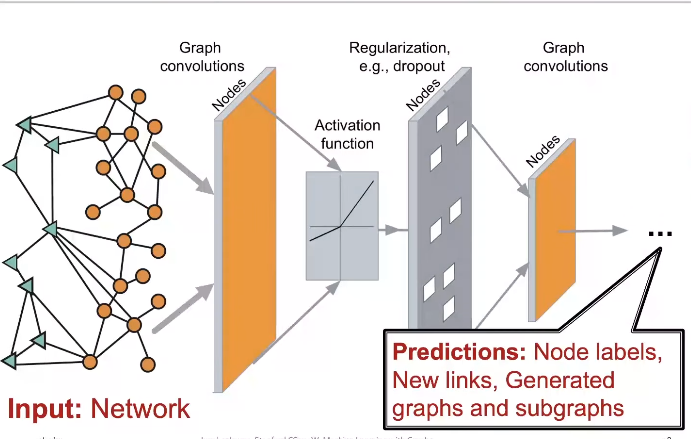 Graph
convolutions
Regularization,
e.g., dropout
Graph
convolutions
Nodes
Nodes
Activation
function
Nodes
...
Predictions: Node labels,
New links, Generated
graphs and subgraphs
Input: Network